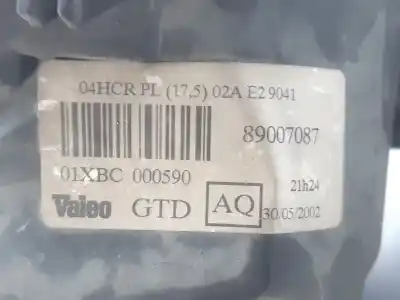 04HCR PL (17,5) 02A E2 9041
89007087
01XBC 000590
21h24
Valeo GTD AQ 30/05/2002